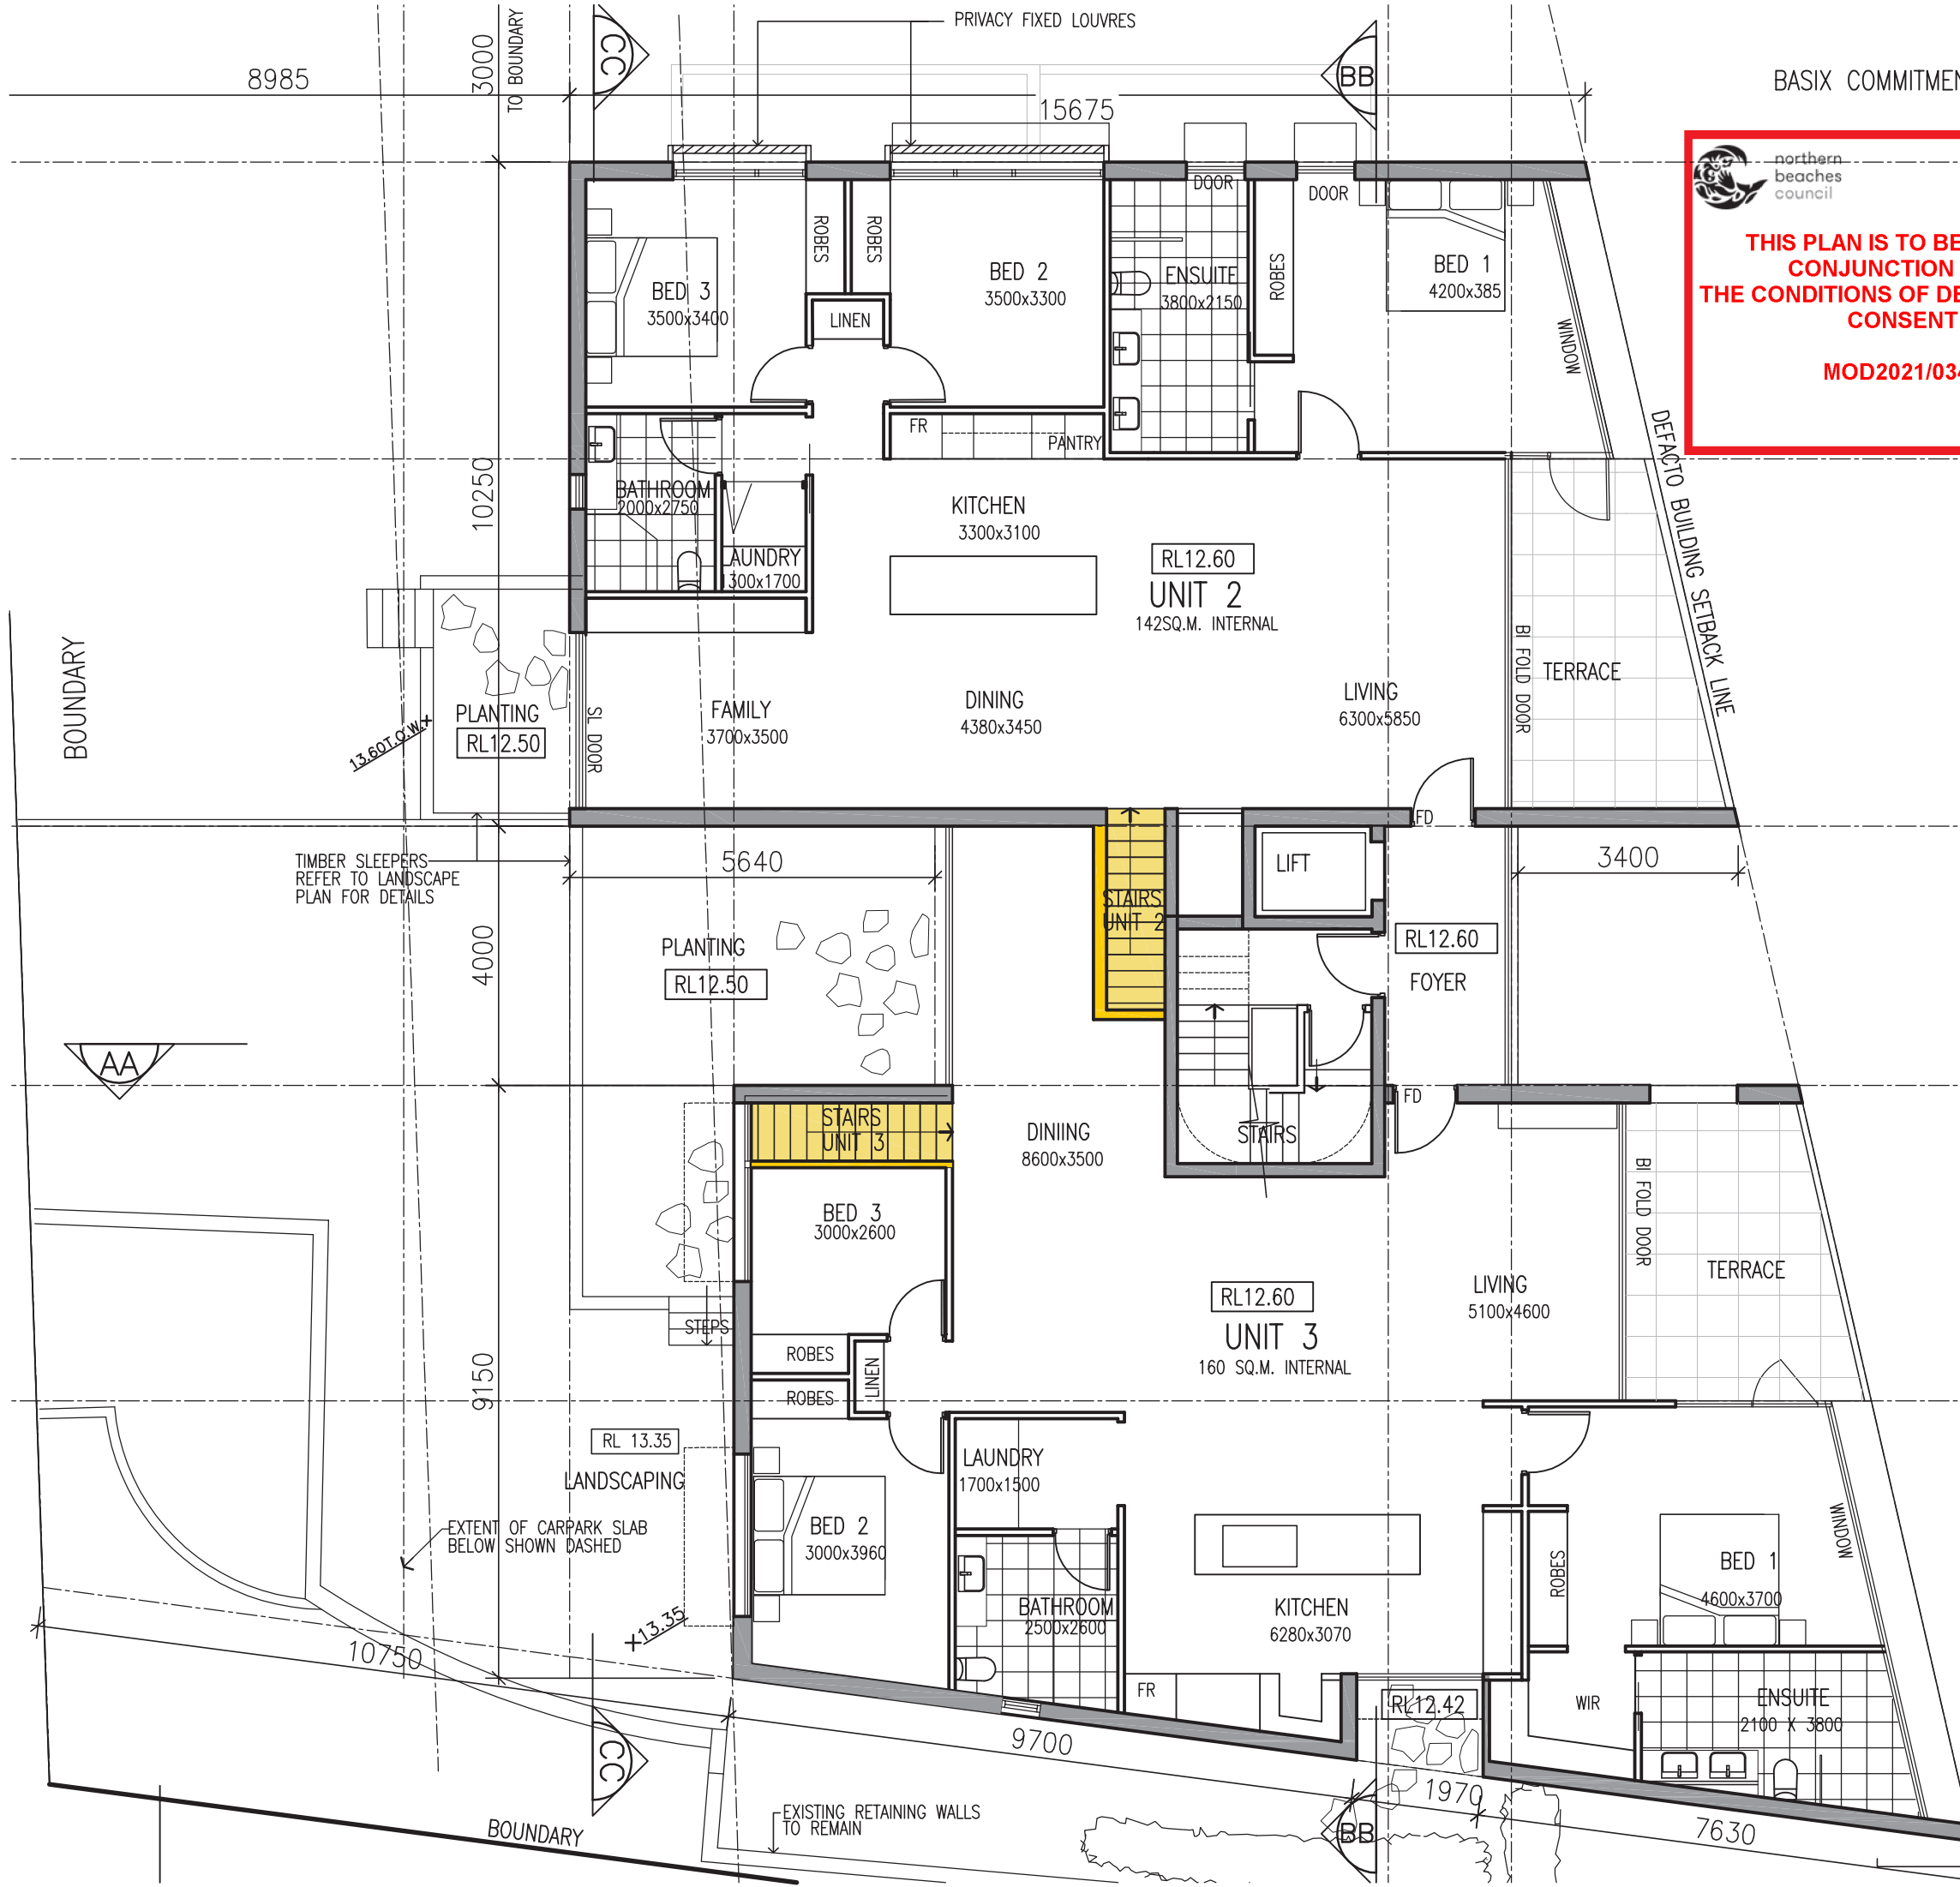 PRIVACY FIXED LOUVRES
8985
3000
TO BOUNDARY
CC
BB
15675
BASIX COMMITMEN
northern
beaches
council
THIS PLAN IS TO BE
CONJUNCTION
THE CONDITIONS OF DE
CONSENT
MOD2021/034
DOOR
DOOR
ROBES
ROBES
BED 3
3500x3400
LINEN
BED 2
3500x3300
ENSUITE
3800x2150
ROBES
BED 1
4200x385
WINDOW
DEFACTO BUILDING SETBACK LINE
FR
PANTRY
10250
BATHROOM
2000x2750
LAUNDRY
1300x1700
KITCHEN
3300x3100
RL12.60
UNIT 2
142SQ.M. INTERNAL
BOUNDARY
PLANTING
RL12.50
13.60T.O.W.+
SL DOOR
FAMILY
3700x3500
DINING
4380x3450
LIVING
6300x5850
BI FOLD DOOR
TERRACE
FD
TIMBER SLEEPERS
REFER TO LANDSCAPE
PLAN FOR DETAILS
5640
LIFT
3400
STAIRS
UNIT 2
4000
PLANTING
RL12.50
RL12.60
FOYER
AA
FD
STAIRS
UNIT 3
DINIING
8600x3500
STAIRS
BI FOLD DOOR
BED 3
3000x2600
TERRACE
LIVING
5100x4600
RL12.60
UNIT 3
160 SQ.M. INTERNAL
STEPS
ROBES
LINEN
ROBES
9150
RL 13.35
LANDSCAPING
LAUNDRY
1700x1500
EXTENT OF CARPARK SLAB
BELOW SHOWN DASHED
BED 2
3000x3960
WINDOW
ROBES
BED 1
4600x3700
BATHROOM
2500x2600
KITCHEN
6280x3070
+13.35
10750
FR
RL12.42
WIR
ENSUITE
2100 X 3800
9700
CC
1970
BB
7630
EXISTING RETAINING WALLS
TO REMAIN
BOUNDARY